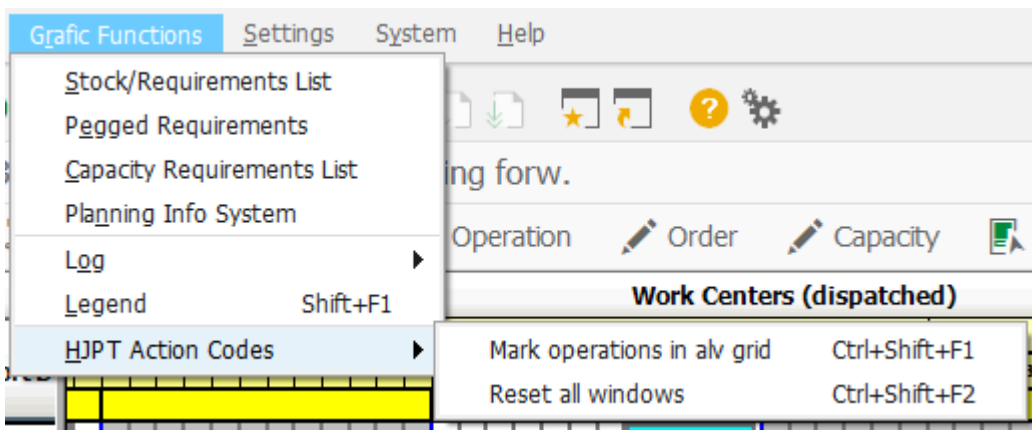 Grafic Functions Settings System Help
Stock/Requirements List
Pegged Requirements
Capacity Requirements List
ing forw.
Planning Info System
Operation Order Capacity
Log
Legend Shift+F1
Work Centers (dispatched)
HJPT Action Codes
Mark operations in alv grid Ctrl+Shift+F1
Reset all windows Ctrl+Shift+F2